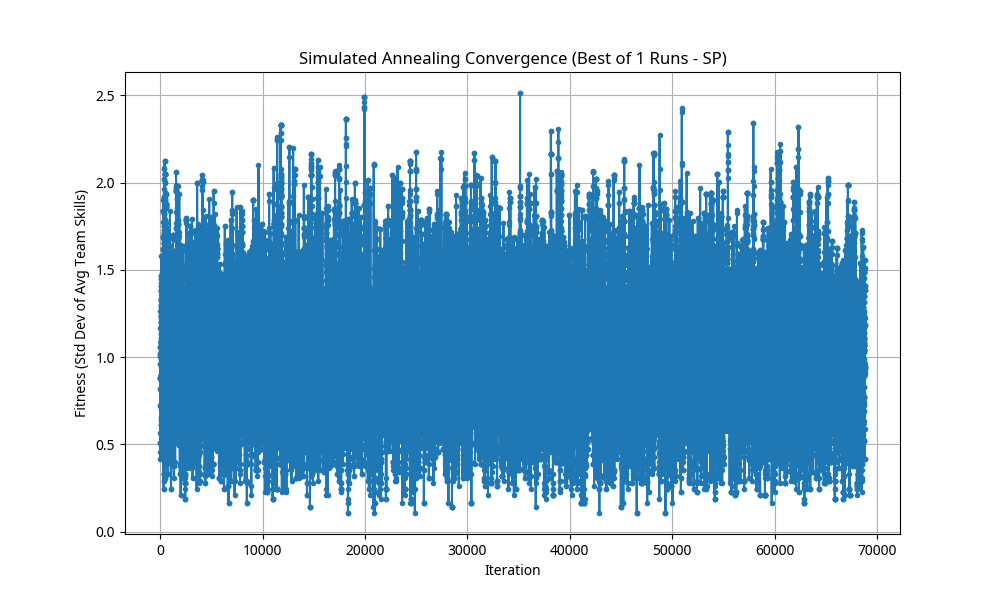 Simulated Annealing Convergence (Best of 1 Runs - SP)
Fitness (Std Dev of Avg Team Skills)
2.5
2.0
1.5
1.0
0.5
0.0
0 10000 20000 30000 40000 50000 60000 70000
Iteration